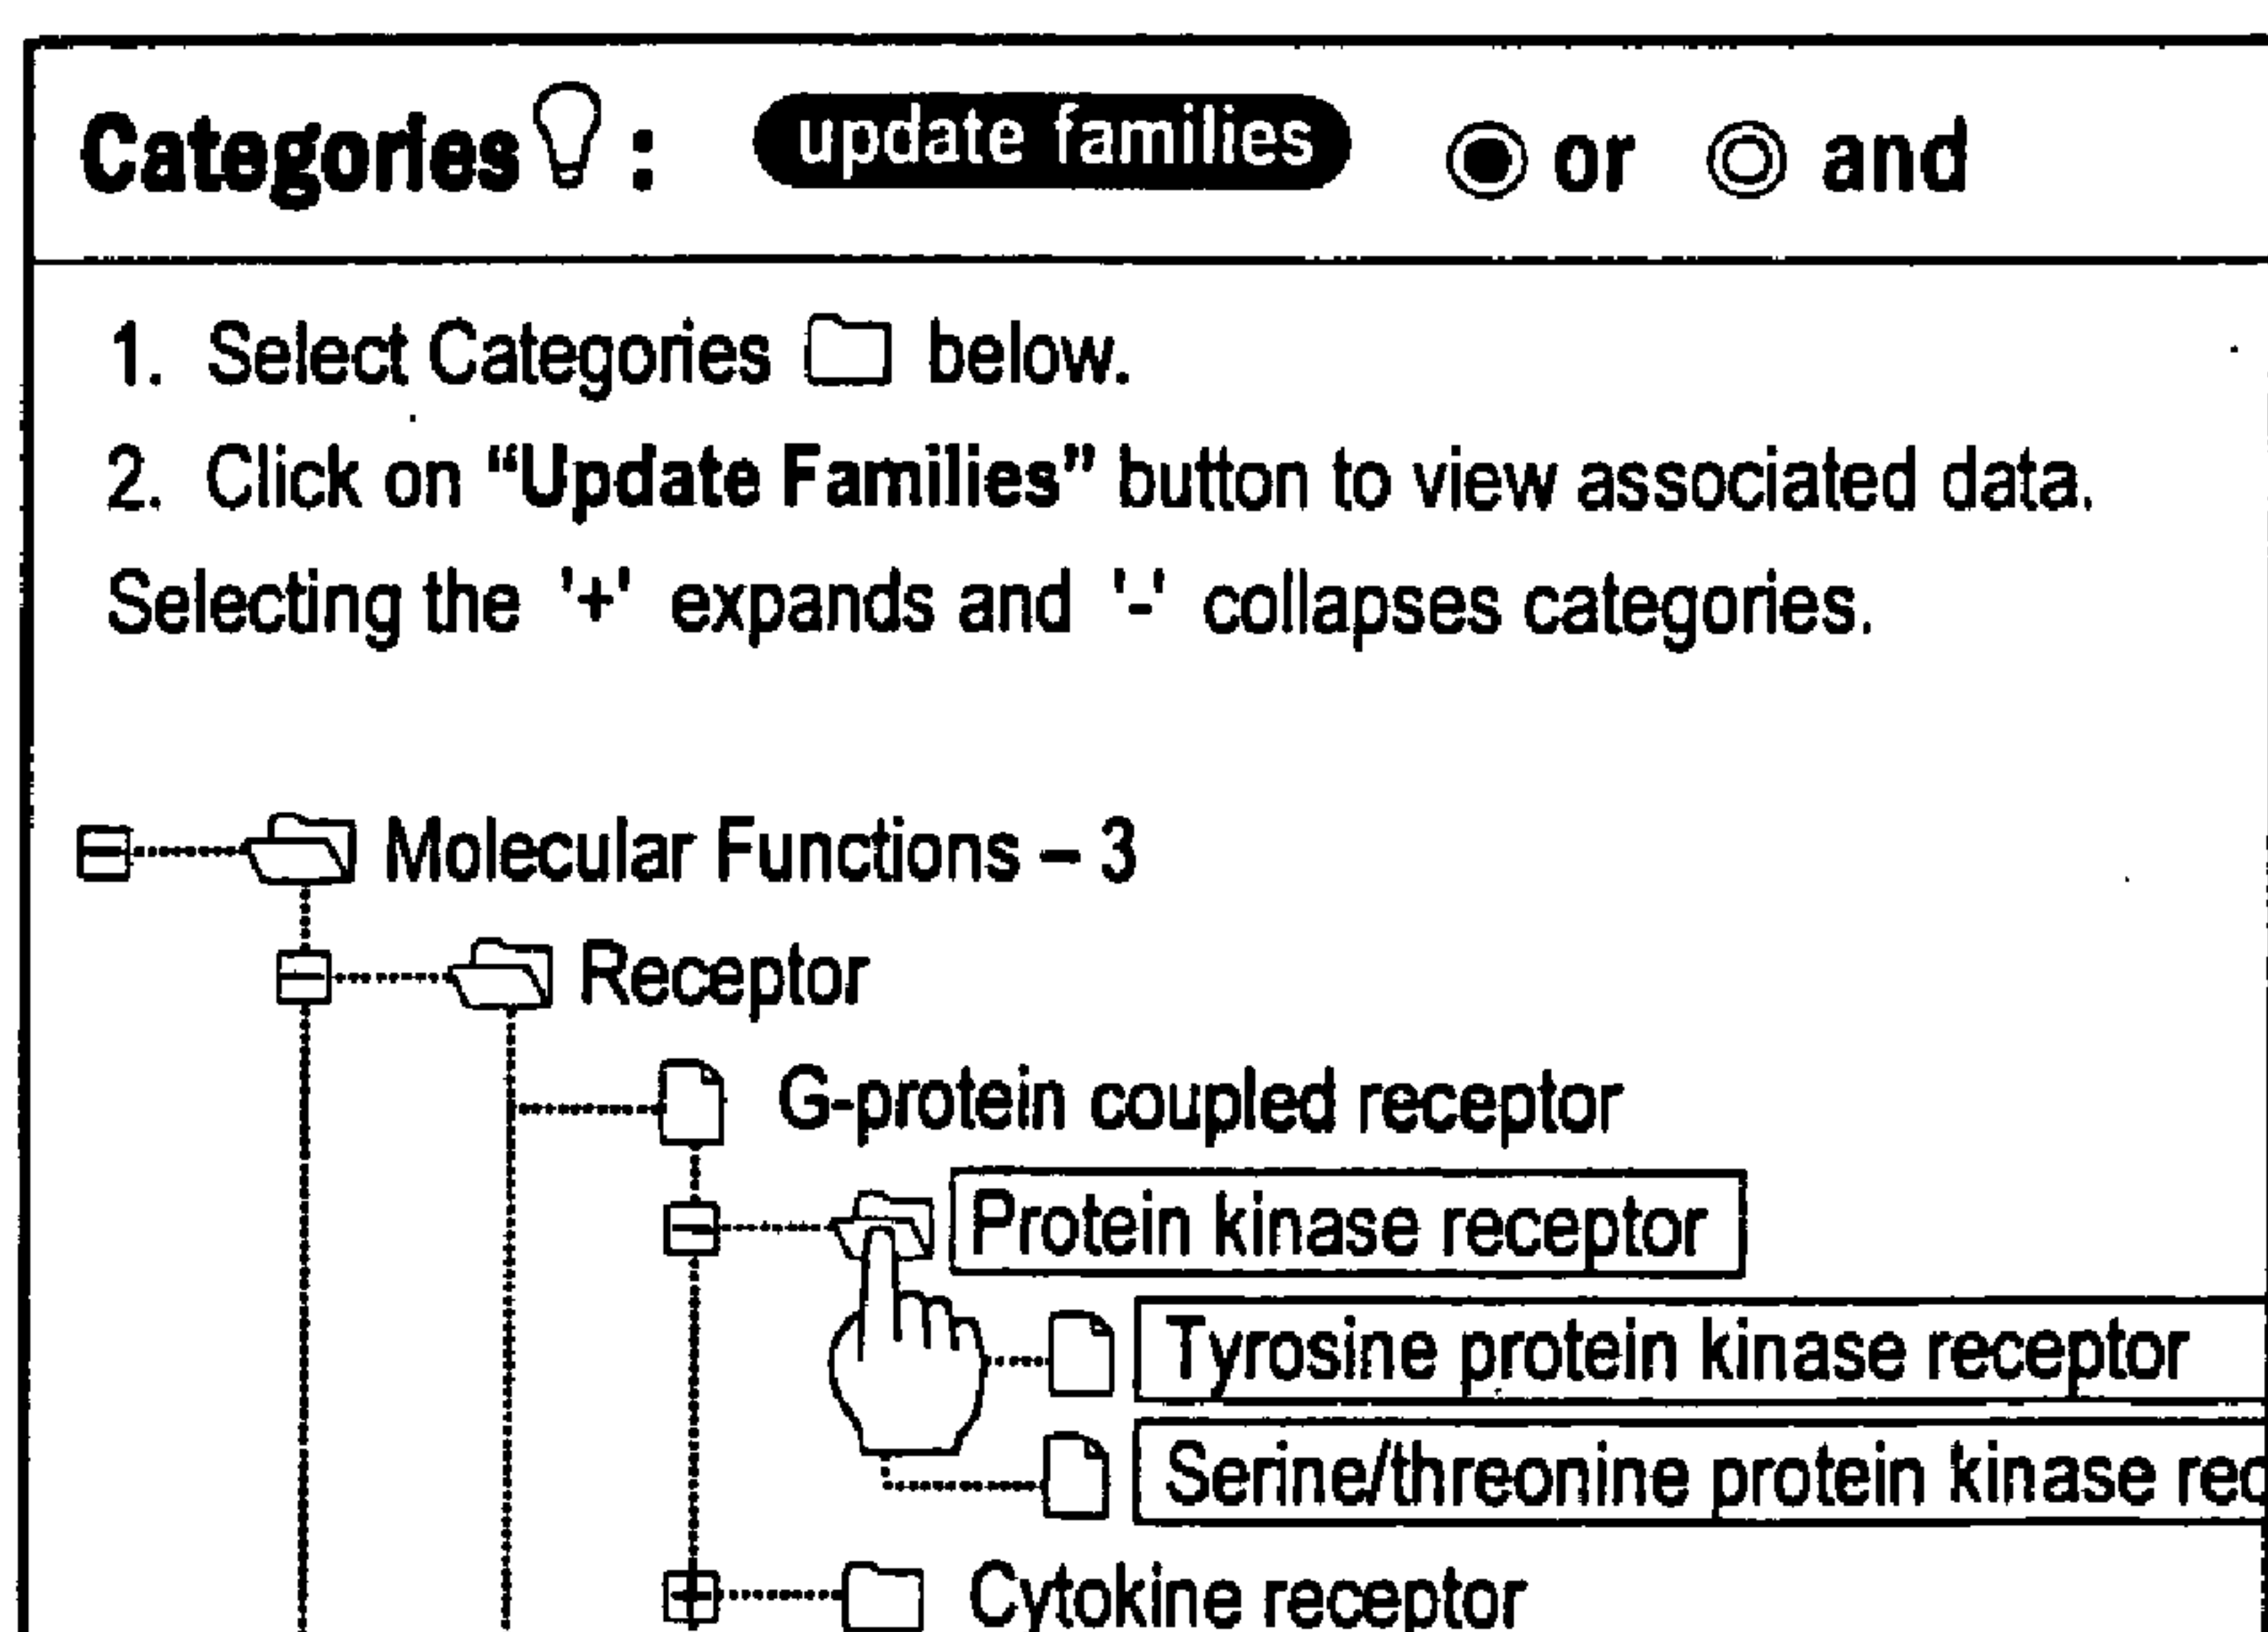 Categories : update families or and
1. Select Categories below.
2. Click on “Update Families” button to view associated data.
Selecting the '+' expands and '-' collapses categories.
Molecular Functions – 3
Receptor
G-protein coupled receptor
Protein kinase receptor
Tyrosine protein kinase receptor
Serine/threonine protein kinase
Cytokine receptor